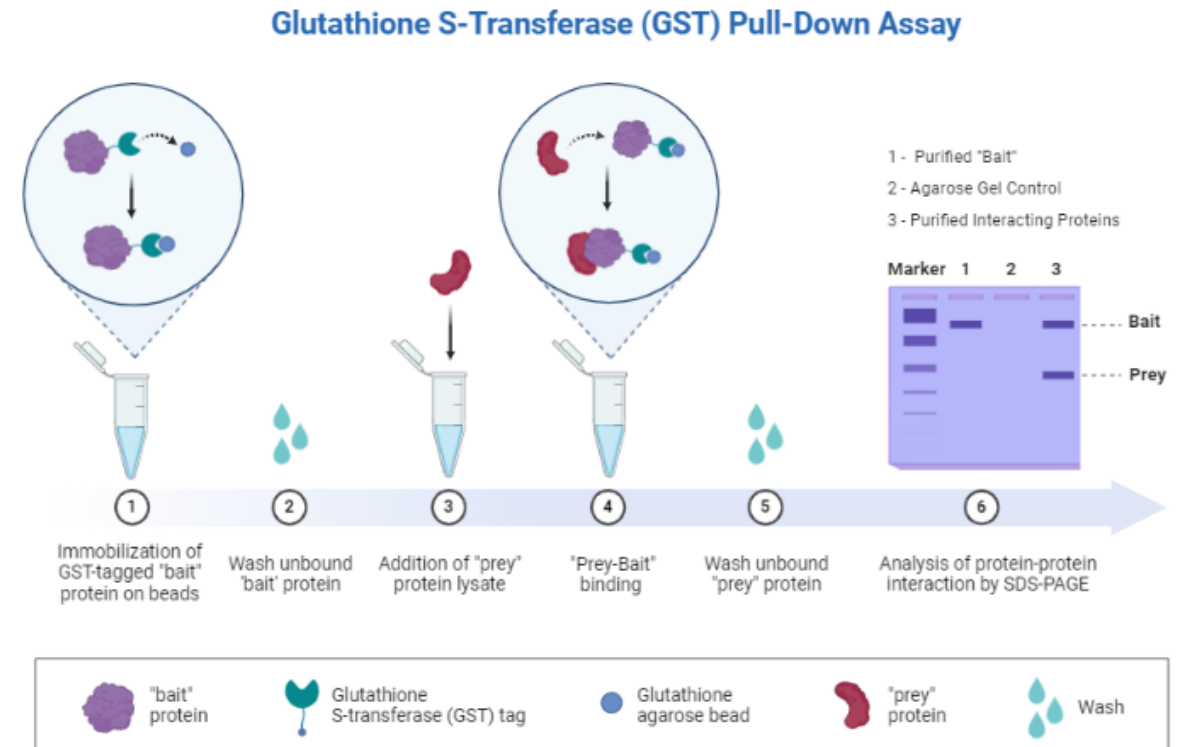 Glutathione S-Transferase (GST) Pull-Down Assay
1 - Purified "Bait"
2 - Agarose Gel Control
3 - Purified Interacting Proteins
Marker 1 2 3
Bait
Prey
1
Immobilization of
GST-tagged "bait"
protein on beads
2
Wash unbound
'bait' protein
3
Addition of "prey"
protein lysate
4
"Prey-Bait"
binding
5
Wash unbound
"prey" protein
6
Analysis of protein-protein
interaction by SDS-PAGE
"bait"
protein
Glutathione
S-transferase (GST) tag
Glutathione
agarose bead
"prey"
protein
Wash